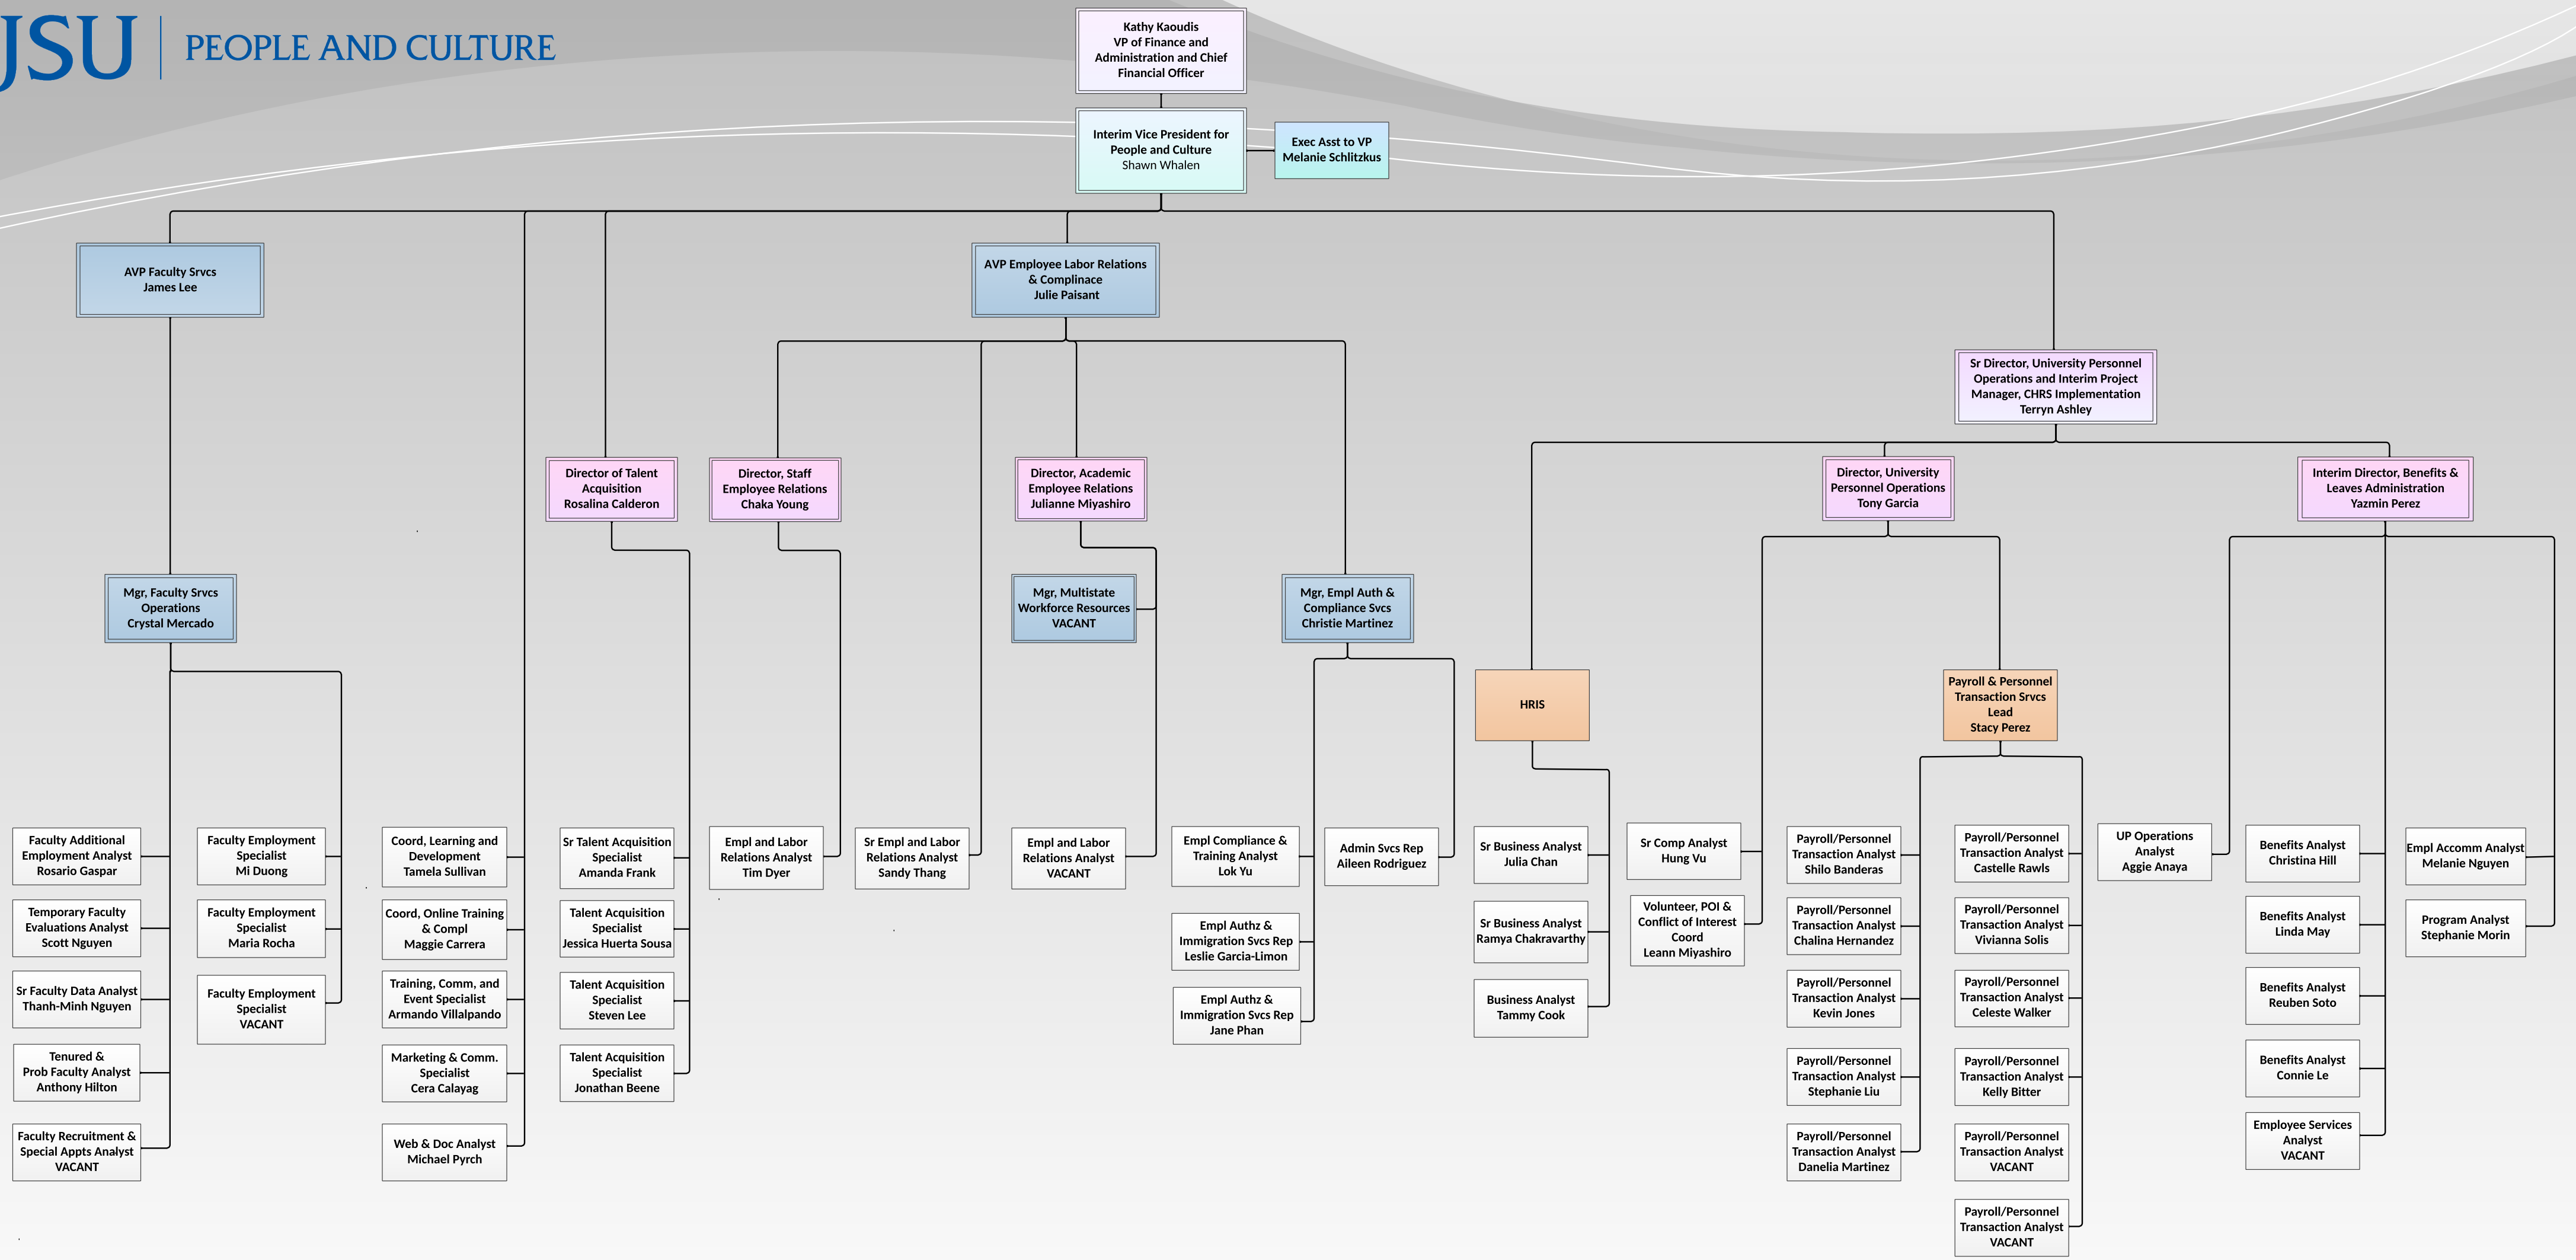 JSU
PEOPLE AND CULTURE
Kathy Kaoudis
VP of Finance and
Administration and Chief
Financial Officer
Interim Vice President for
People and Culture
Shawn Whalen
Exec Asst to VP
Melanie Schlitzkus
AVP Faculty Srvcs
James Lee
AVP Employee Labor Relations
& Complinace
Julie Paisant
Sr Director, University Personnel
Operations and Interim Project
Manager, CHRS Implementation
Terryn Ashley
Director of Talent
Acquisition
Rosalina Calderon
Director, Staff
Employee Relations
Chaka Young
Director, Academic
Employee Relations
Julianne Miyashiro
Director, University
Personnel Operations
Tony Garcia
Interim Director, Benefits &
Leaves Administration
Yazmin Perez
Mgr, Faculty Srvcs
Operations
Crystal Mercado
Mgr, Multistate
Workforce Resources
VACANT
Mgr, Empl Auth &
Compliance Svcs
Christie Martinez
HRIS
Payroll & Personnel
Transaction Srvcs
Lead
Stacy Perez
Faculty Additional
Employment Analyst
Rosario Gaspar
Temporary Faculty
Evaluations Analyst
Scott Nguyen
Sr Faculty Data Analyst
Thanh-Minh Nguyen
Tenured &
Prob Faculty Analyst
Anthony Hilton
Faculty Recruitment &
Special Appts Analyst
VACANT
Faculty Employment
Specialist
Mi Duong
Faculty Employment
Specialist
Maria Rocha
Faculty Employment
Specialist
VACANT
Coord, Learning and
Development
Tamela Sullivan
Coord, Online Training
& Compl
Maggie Carrera
Training, Comm, and
Event Specialist
Armando Villalpando
Marketing & Comm.
Specialist
Cera Calayag
Web & Doc Analyst
Michael Pyrch
Sr Talent Acquisition
Specialist
Amanda Frank
Talent Acquisition
Specialist
Jessica Huerta Sousa
Talent Acquisition
Specialist
Steven Lee
Talent Acquisition
Specialist
Jonathan Beene
Empl and Labor
Relations Analyst
Tim Dyer
Sr Empl and Labor
Relations Analyst
Sandy Thang
Empl and Labor
Relations Analyst
VACANT
Empl Compliance &
Training Analyst
Lok Yu
Empl Authz &
Immigration Svcs Rep
Leslie Garcia-Limon
Empl Authz &
Immigration Svcs Rep
Jane Phan
Admin Svcs Rep
Aileen Rodriguez
Sr Business Analyst
Julia Chan
Sr Business Analyst
Ramya Chakravarthy
Business Analyst
Tammy Cook
Sr Comp Analyst
Hung Vu
Volunteer, POI &
Conflict of Interest
Coord
Leann Miyashiro
Payroll/Personnel
Transaction Analyst
Shilo Banderas
Payroll/Personnel
Transaction Analyst
Chalina Hernandez
Payroll/Personnel
Transaction Analyst
Kevin Jones
Payroll/Personnel
Transaction Analyst
Stephanie Liu
Payroll/Personnel
Transaction Analyst
Danelia Martinez
Payroll/Personnel
Transaction Analyst
Castelle Rawls
Payroll/Personnel
Transaction Analyst
Vivianna Solis
Payroll/Personnel
Transaction Analyst
Celeste Walker
Payroll/Personnel
Transaction Analyst
Kelly Bitter
Payroll/Personnel
Transaction Analyst
VACANT
Payroll/Personnel
Transaction Analyst
VACANT
UP Operations
Analyst
Aggie Anaya
Benefits Analyst
Christina Hill
Benefits Analyst
Linda May
Benefits Analyst
Reuben Soto
Benefits Analyst
Connie Le
Employee Services
Analyst
VACANT
Empl Accomm Analyst
Melanie Nguyen
Program Analyst
Stephanie Morin